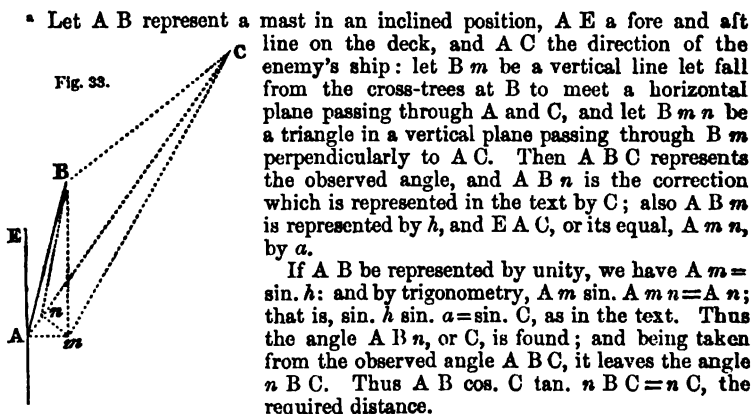 ᵃ Let A B represent a mast in an inclined position, A E a fore and aft
line on the deck, and A C the direction of the
enemy's ship: let B m be a vertical line let fall
from the cross-trees at B to meet a horizontal
plane passing through A and C, and let B m n be
a triangle in a vertical plane passing through B m
perpendicularly to A C. Then A B C represents
the observed angle, and A B n is the correction
which is represented in the text by C; also A B m
is represented by h, and E A C, or its equal, A m n,
by a.
If A B be represented by unity, we have A m=
sin. h: and by trigonometry, A m sin. A m n=A n;
that is, sin. h sin. a=sin. C, as in the text. Thus
the angle A B n, or C, is found; and being taken
from the observed angle A B C, it leaves the angle
n B C. Thus A B cos. C tan. n B C=n C, the
required distance.
Fig. 33.
C
B
E
n
A
m